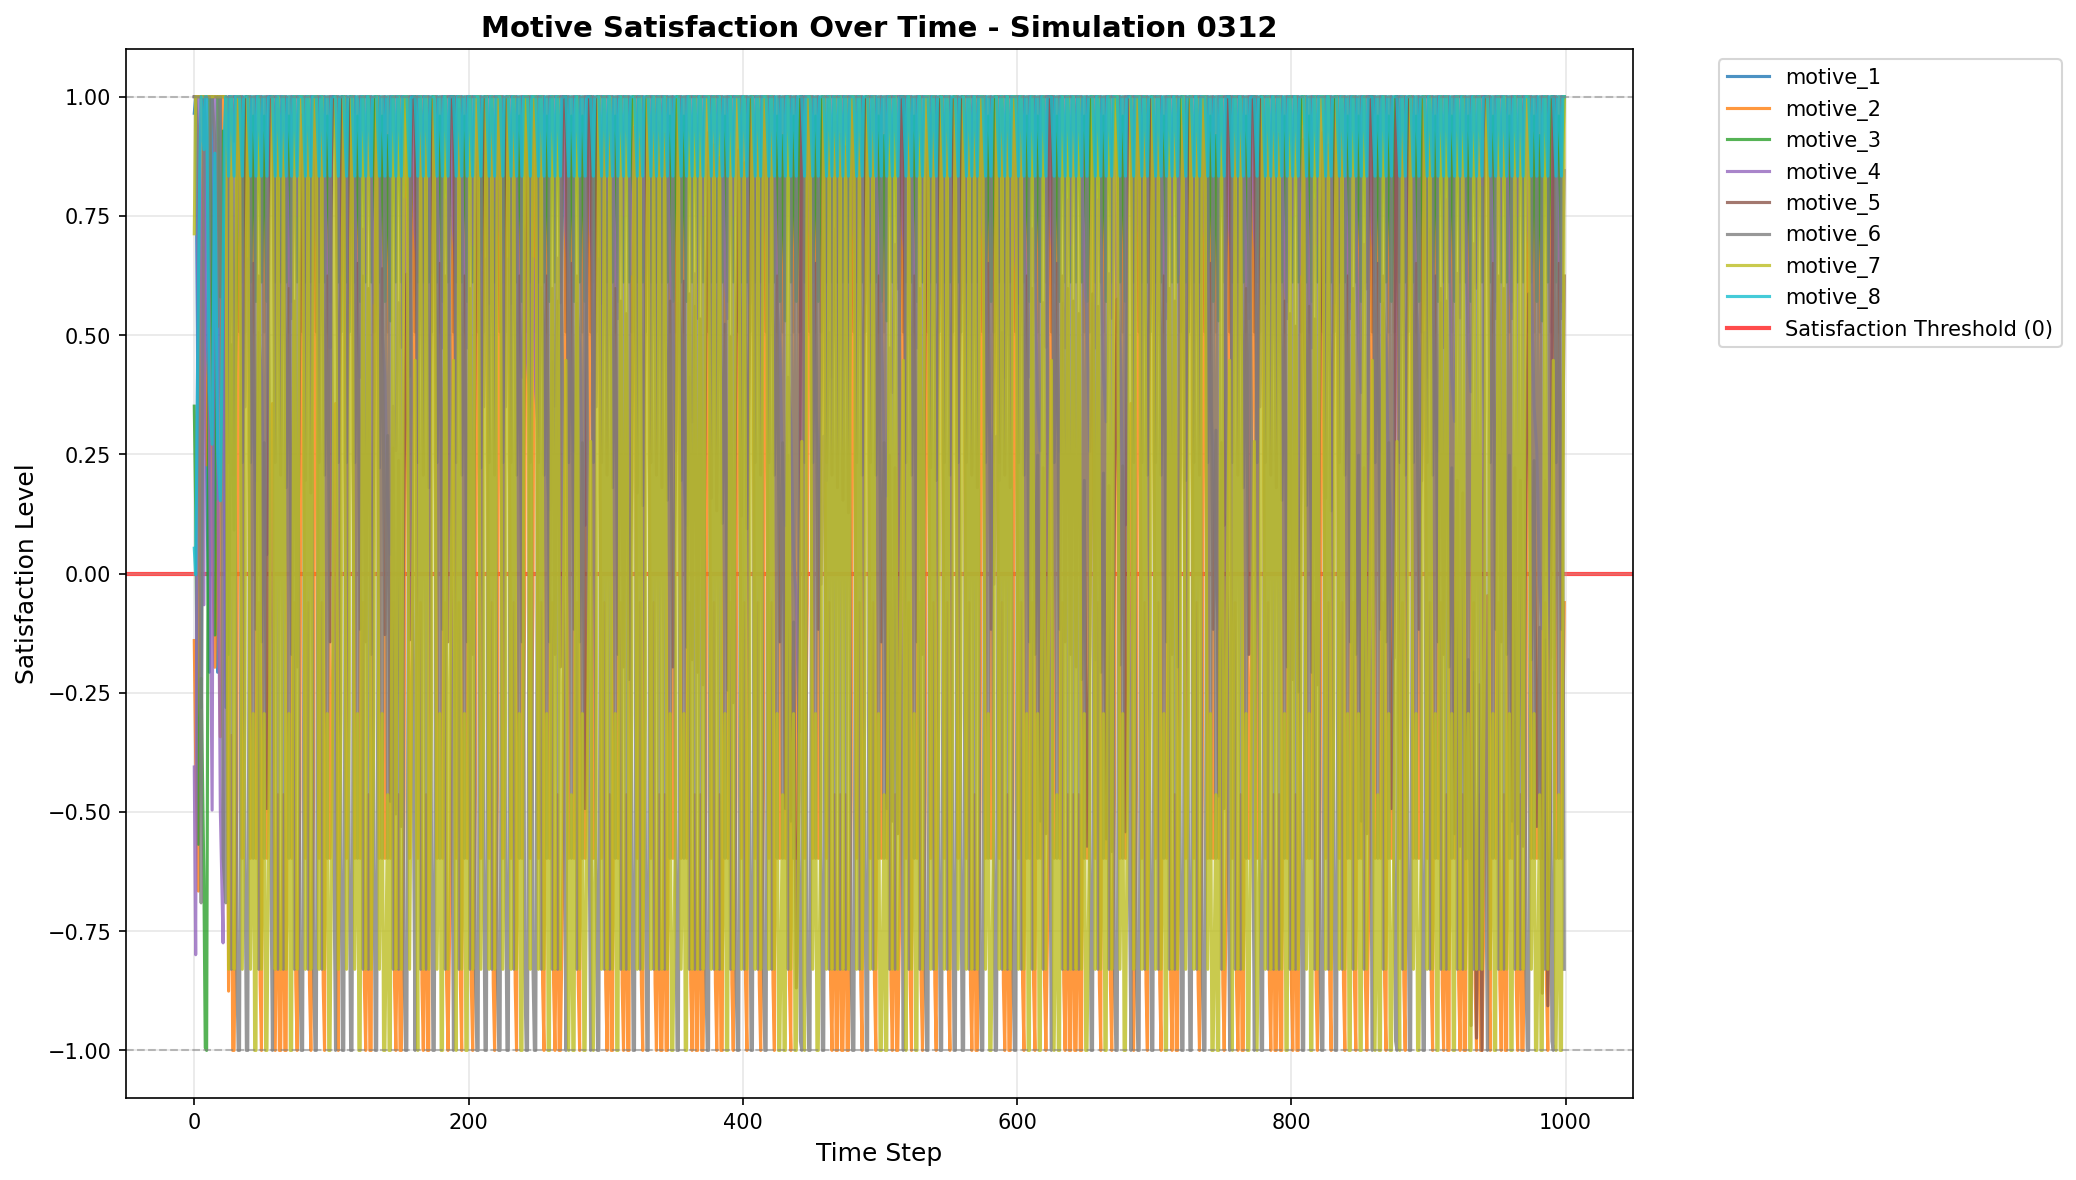 Motive Satisfaction Over Time - Simulation 0312
1.00
0.75
0.50
0.25
0.00
−0.25
−0.50
−0.75
−1.00
Satisfaction Level
0
200
400
600
800
1000
Time Step
motive_1
motive_2
motive_3
motive_4
motive_5
motive_6
motive_7
motive_8
Satisfaction Threshold (0)